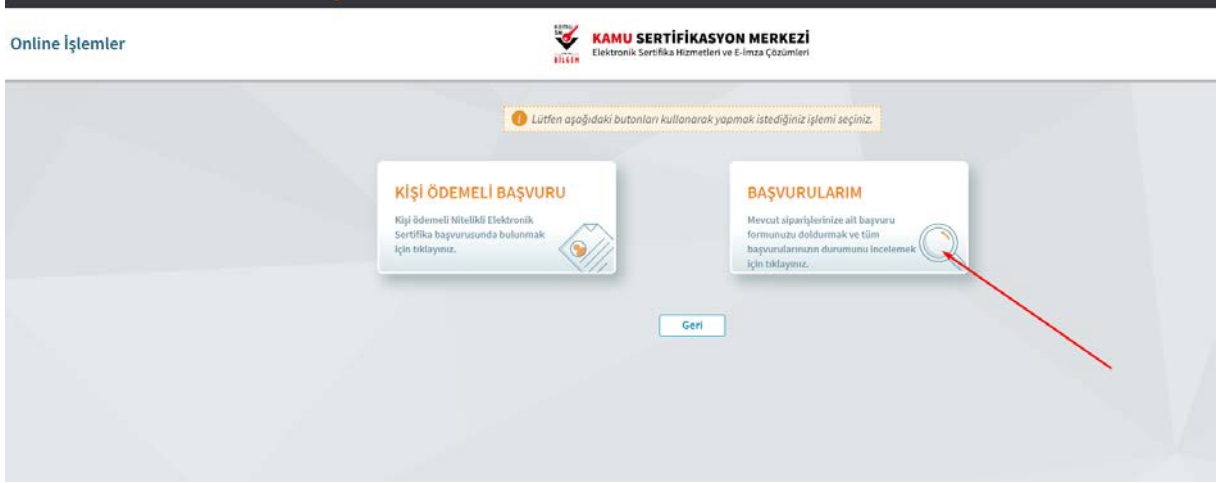 Online İşlemler
KAMU SERTİFİKASYON MERKEZİ
Elektronik Sertifika Hizmetleri ve E-İmza Çözümleri
BİLGEM
Lütfen aşağıdaki butonları kullanarak yapmak istediğiniz işlemi seçiniz.
KİŞİ ÖDEMELİ BAŞVURU
Kişi ödemeli Nitelikli Elektronik
Sertifika başvurusunda bulunmak
için tıklayınız.
BAŞVURULARIM
Mevcut siparişlerinize ait başvuru
formunuzu doldurmak ve tüm
başvurularınızın durumunu incelemek
için tıklayınız.
Geri